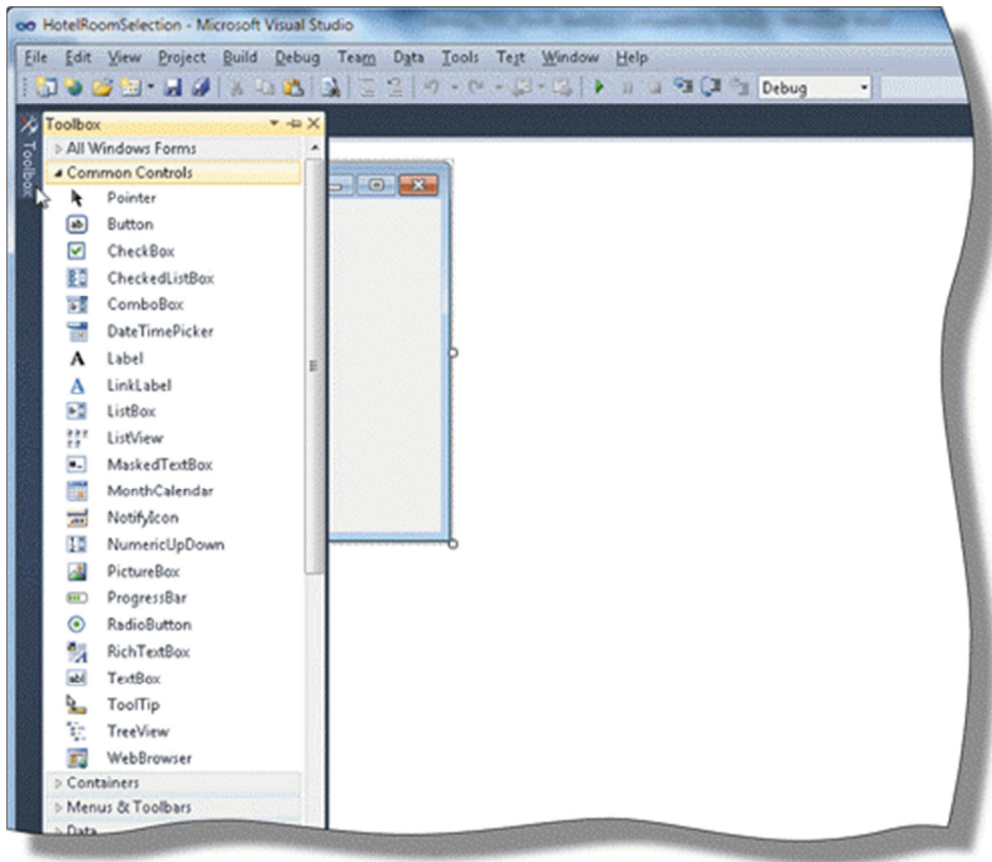 HotelRoomSelection - Microsoft Visual Studio
File Edit View Project Build Debug Team Data Tools Test Window Help
Debug
Toolbox
Toolbox
All Windows Forms
Common Controls
Pointer
Button
CheckBox
CheckedListBox
ComboBox
DateTimePicker
Label
LinkLabel
ListBox
ListView
MaskedTextBox
MonthCalendar
NotifyIcon
NumericUpDown
PictureBox
ProgressBar
RadioButton
RichTextBox
TextBox
ToolTip
TreeView
WebBrowser
Containers
Menus & Toolbars
Data